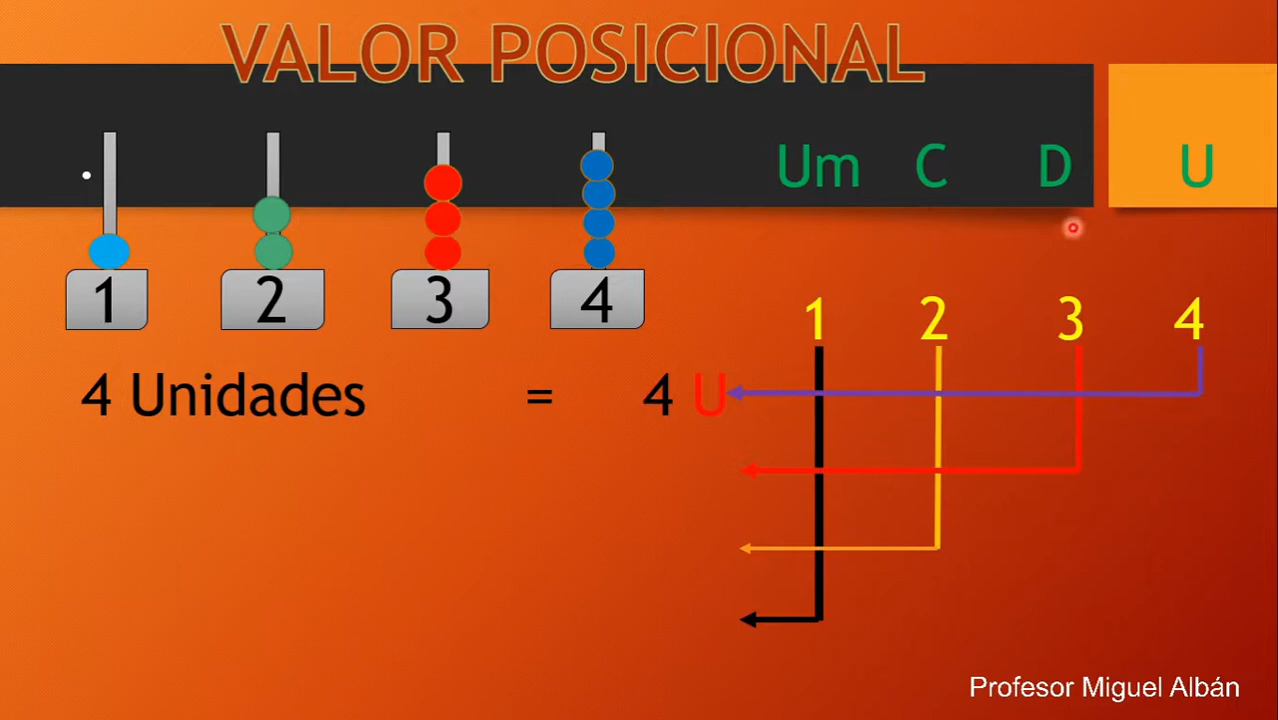 VALOR POSICIONAL
Um C D U
1 2 3 4
1 2 3 4
4 Unidades = 4 U
Profesor Miguel Albán